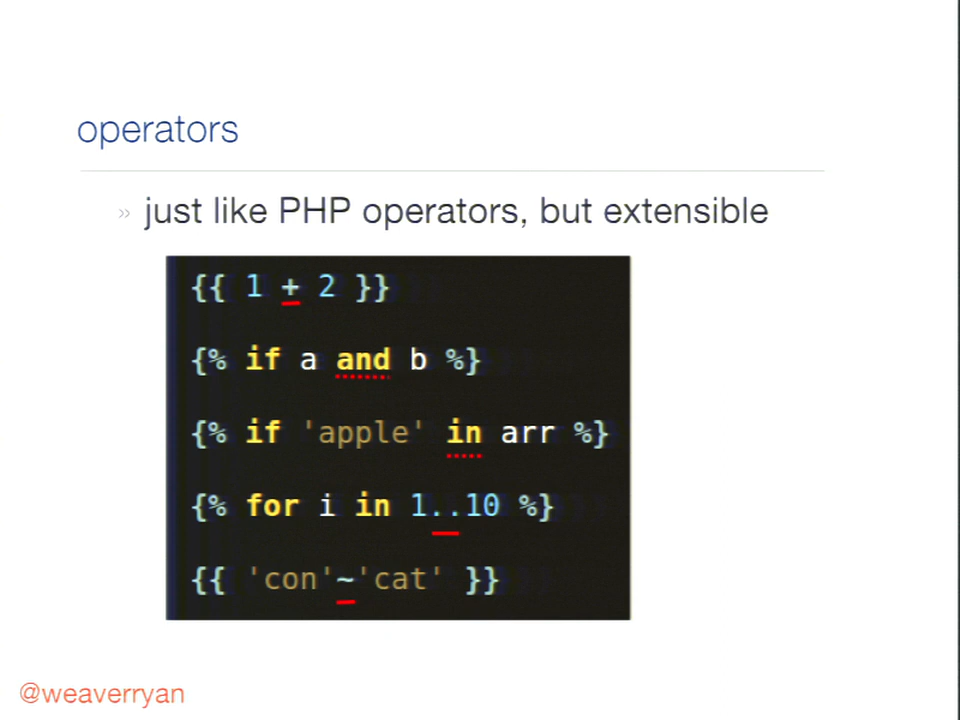 operators
» just like PHP operators, but extensible
{{ 1 + 2 }}
{% if a and b %}
{% if 'apple' in arr %}
{% for i in 1..10 %}
{{ 'con'~'cat' }}
@weaverryan